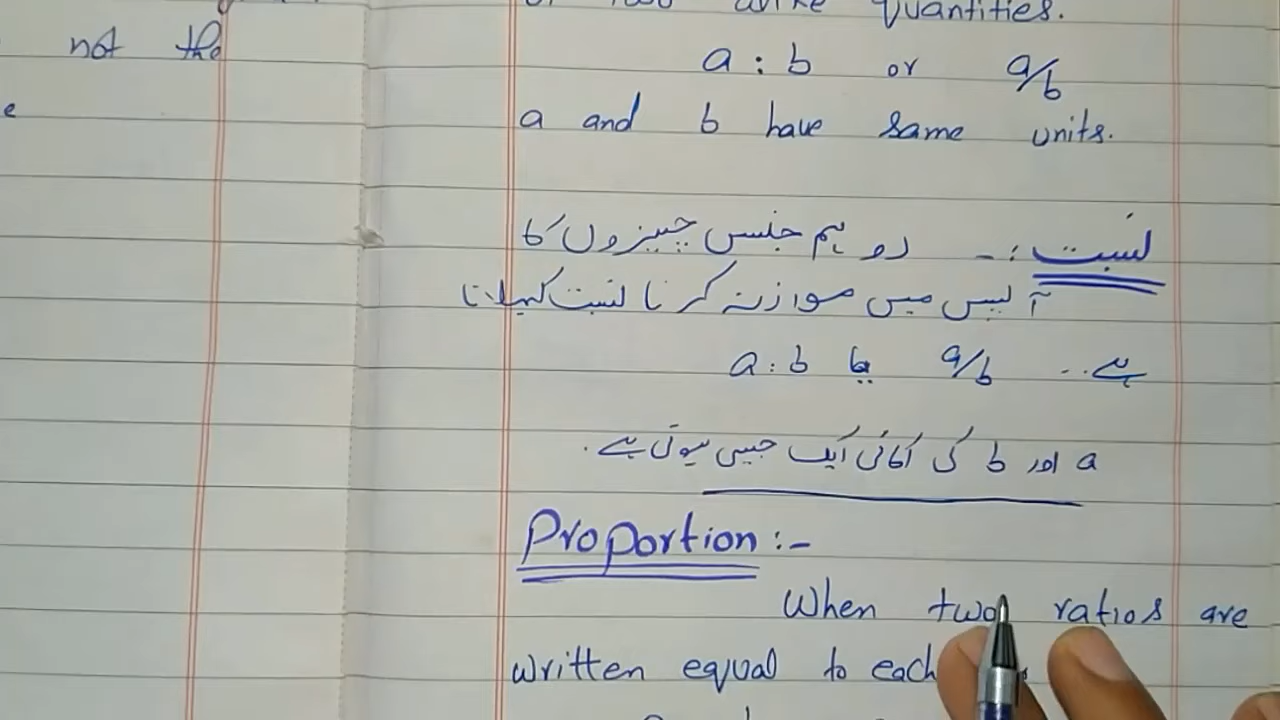 not the
e
two alike quantities.
a : b or a/b
a and b have same units.
نسبت :- دو ہم جنس چیزوں کا
آپس میں موازنہ کرنا نسبت کہلاتا
ہے .. a/b یا a : b
a اور b کی اکائی ایک جیسی ہوتی ہے .
Proportion :-
When two ratios are
written equal to each